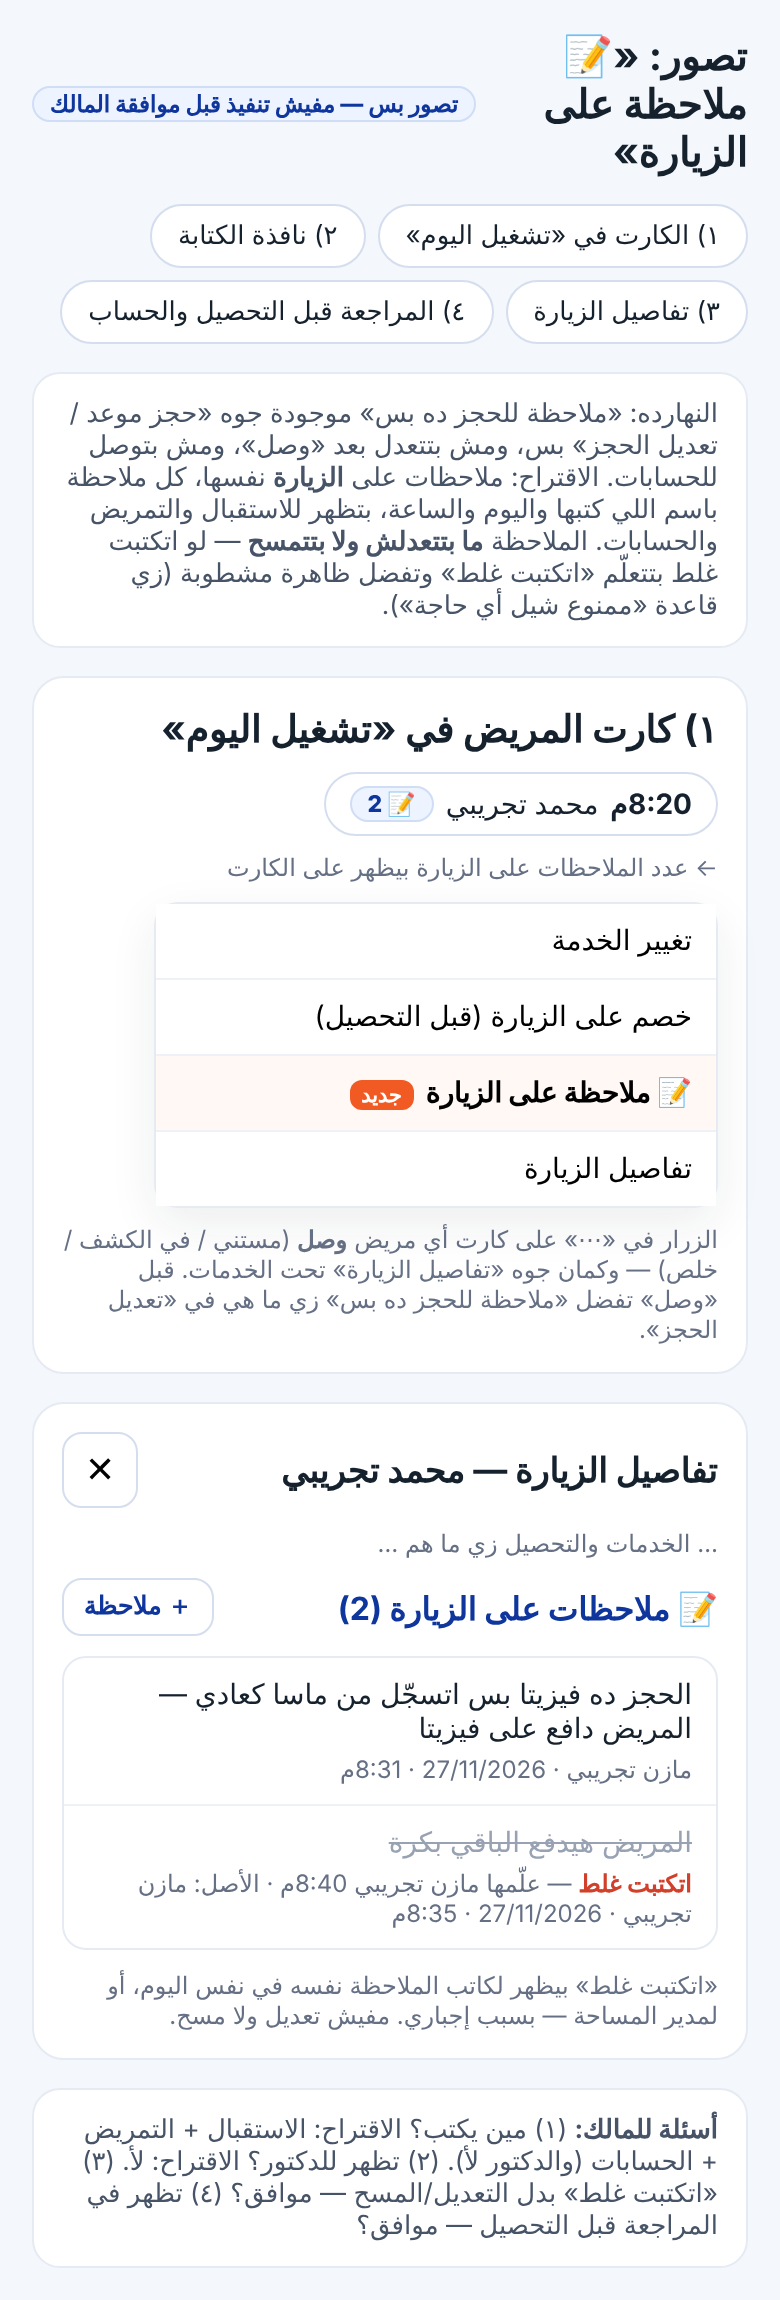 تصور: «📝
ملاحظة على
الزيارة»
تصور بس — مفيش تنفيذ قبل موافقة المالك
١) الكارت في «تشغيل اليوم»
٢) نافذة الكتابة
٣) تفاصيل الزيارة
٤) المراجعة قبل التحصيل والحساب
النهارده: «ملاحظة للحجز ده بس» موجودة جوه «حجز موعد /
تعديل الحجز» بس، ومش بتتعدل بعد «وصل»، ومش بتوصل
للحسابات. الاقتراح: ملاحظات على الزيارة نفسها، كل ملاحظة
باسم اللي كتبها واليوم والساعة، بتظهر للاستقبال والتمريض
والحسابات. الملاحظة ما بتتعدلش ولا بتتمسح — لو اتكتبت
غلط بتتعلّم «اتكتبت غلط» وتفضل ظاهرة مشطوبة (زي
قاعدة «ممنوع شيل أي حاجة»).
١) كارت المريض في «تشغيل اليوم»
8:20م محمد تجريبي 📝 2
← عدد الملاحظات على الزيارة بيظهر على الكارت
تغيير الخدمة
خصم على الزيارة (قبل التحصيل)
📝 ملاحظة على الزيارة جديد
تفاصيل الزيارة
الزرار في «⋯» على كارت أي مريض وصل (مستني / في الكشف /
خلص) — وكمان جوه «تفاصيل الزيارة» تحت الخدمات. قبل
«وصل» تفضل «ملاحظة للحجز ده بس» زي ما هي في «تعديل
الحجز».
تفاصيل الزيارة — محمد تجريبي
✕
... الخدمات والتحصيل زي ما هم ...
📝 ملاحظات على الزيارة (2)
+ ملاحظة
الحجز ده فيزيتا بس اتسجّل من ماسا كعادي —
المريض دافع على فيزيتا
مازن تجريبي · 27/11/2026 · 8:31م
المريض هيدفع الباقي بكرة
اتكتبت غلط — علّمها مازن تجريبي 8:40م · الأصل: مازن
تجريبي · 27/11/2026 · 8:35م
«اتكتبت غلط» بيظهر لكاتب الملاحظة نفسه في نفس اليوم، أو
لمدير المساحة — بسبب إجباري. مفيش تعديل ولا مسح.
أسئلة للمالك: (١) مين يكتب؟ الاقتراح: الاستقبال + التمريض
+ الحسابات (والدكتور لأ). (٢) تظهر للدكتور؟ الاقتراح: لأ. (٣)
«اتكتبت غلط» بدل التعديل/المسح — موافق؟ (٤) تظهر في
المراجعة قبل التحصيل — موافق؟